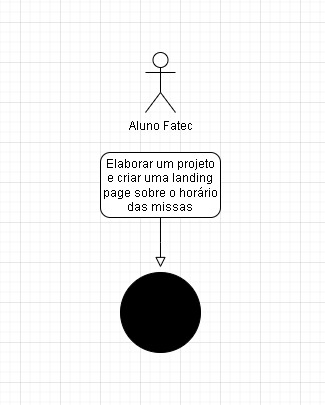 Aluno Fatec
Elaborar um projeto
e criar uma landing
page sobre o horário
das missas